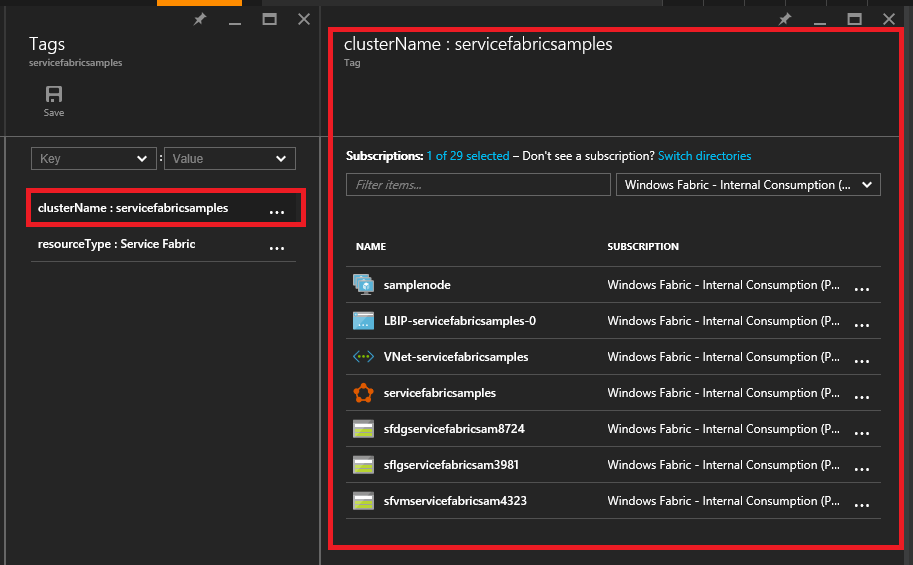 Tags
servicefabricsamples
Save
Key : Value
clusterName : servicefabricsamples ...
resourceType : Service Fabric ...
clusterName : servicefabricsamples
Tag
Subscriptions: 1 of 29 selected – Don't see a subscription? Switch directories
Filter items... Windows Fabric - Internal Consumption (...
NAME SUBSCRIPTION
samplenode Windows Fabric - Internal Consumption (P... ...
LBIP-servicefabricsamples-0 Windows Fabric - Internal Consumption (P... ...
VNet-servicefabricsamples Windows Fabric - Internal Consumption (P... ...
servicefabricsamples Windows Fabric - Internal Consumption (P... ...
sfdgservicefabricsam8724 Windows Fabric - Internal Consumption (P... ...
sflgservicefabricsam3981 Windows Fabric - Internal Consumption (P... ...
sfvmservicefabricsam4323 Windows Fabric - Internal Consumption (P... ...